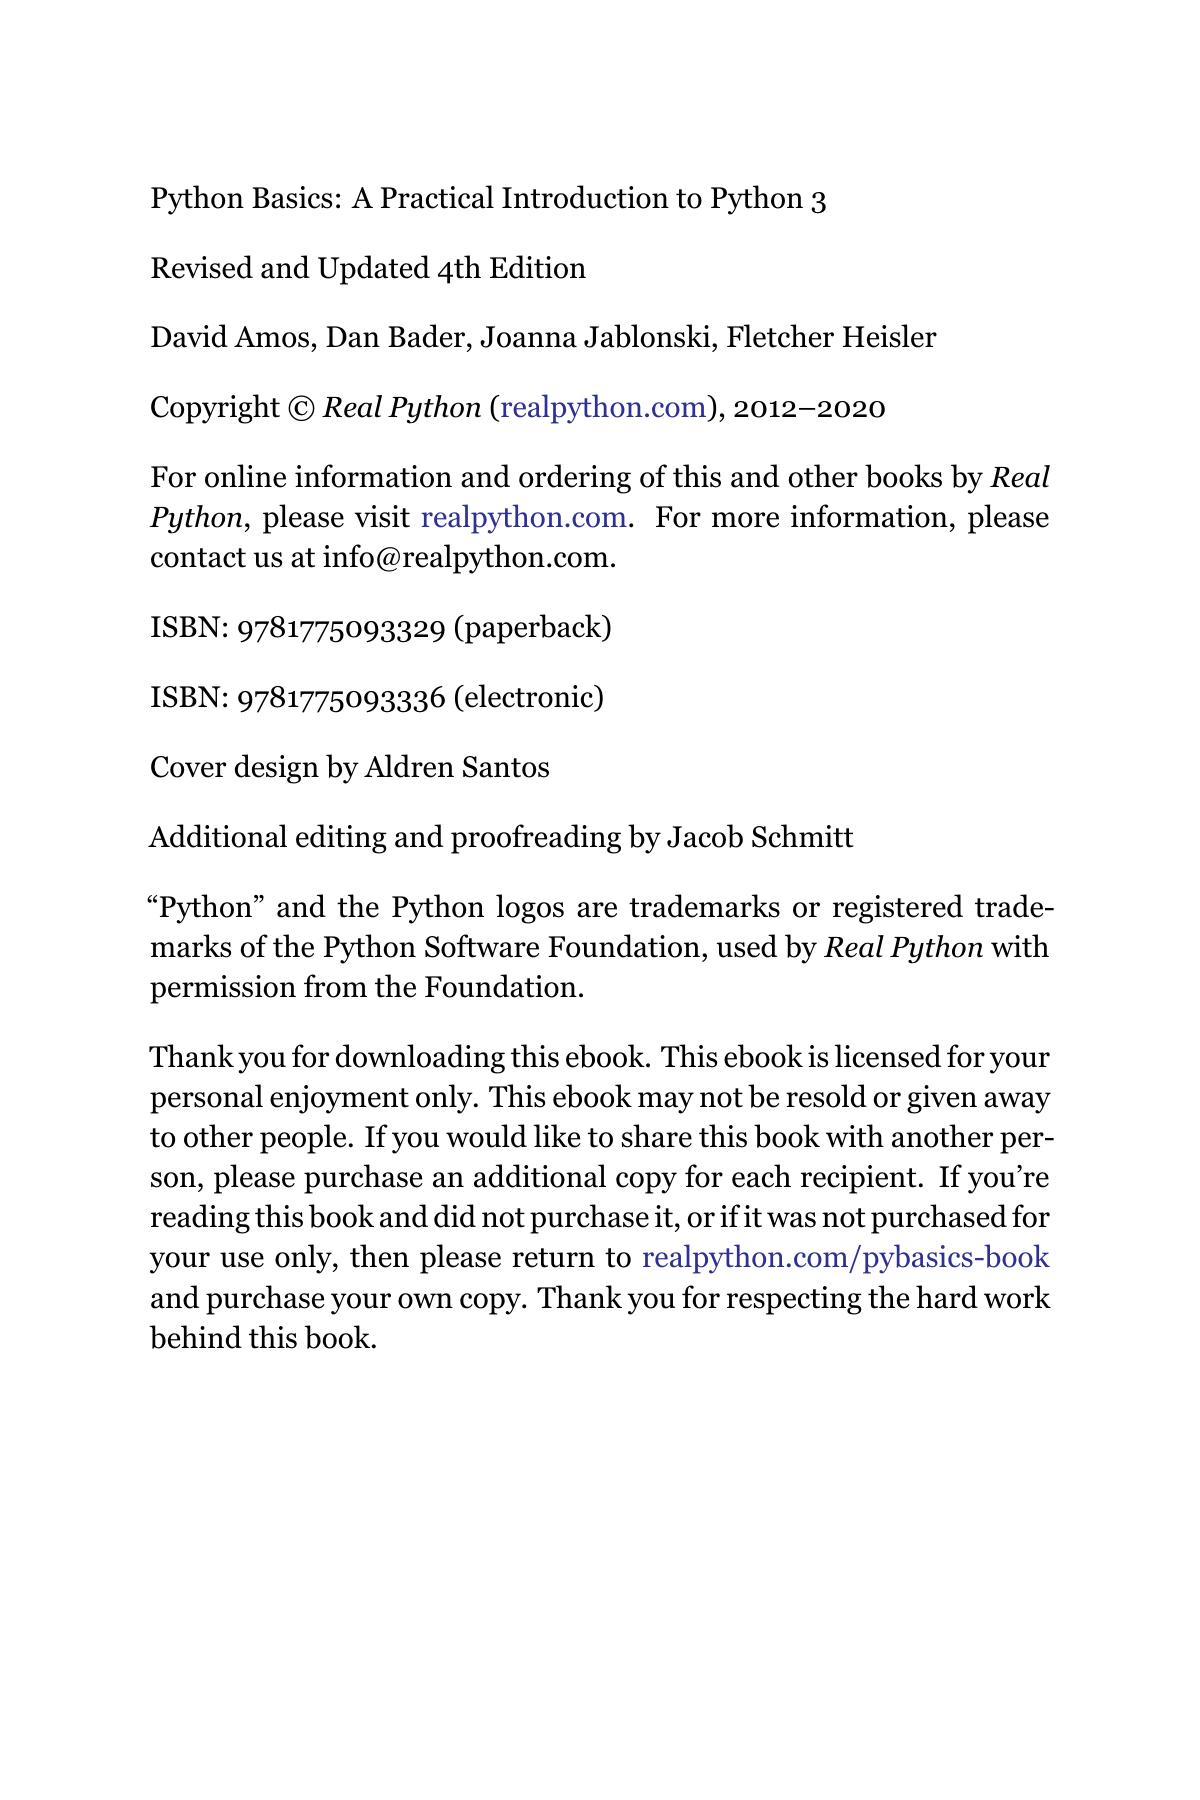 Python Basics: A Practical Introduction to Python 3
Revised and Updated 4th Edition
David Amos, Dan Bader, Joanna Jablonski, Fletcher Heisler
Copyright © Real Python (realpython.com), 2012–2020
For online information and ordering of this and other books by Real
Python, please visit realpython.com. For more information, please
contact us at info@realpython.com.
ISBN: 9781775093329 (paperback)
ISBN: 9781775093336 (electronic)
Cover design by Aldren Santos
Additional editing and proofreading by Jacob Schmitt
“Python” and the Python logos are trademarks or registered trade-
marks of the Python Software Foundation, used by Real Python with
permission from the Foundation.
Thank you for downloading this ebook. This ebook is licensed for your
personal enjoyment only. This ebook may not be resold or given away
to other people. If you would like to share this book with another per-
son, please purchase an additional copy for each recipient. If you’re
reading this book and did not purchase it, or if it was not purchased for
your use only, then please return to realpython.com/pybasics-book
and purchase your own copy. Thank you for respecting the hard work
behind this book.